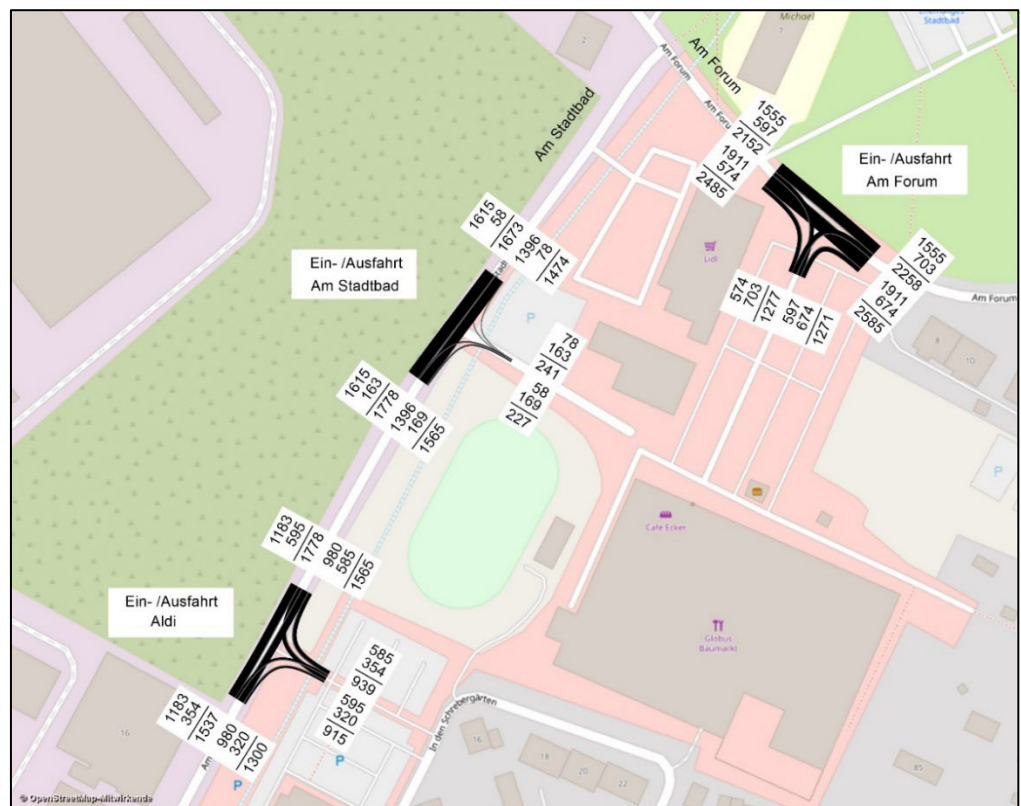 Michael
7
Ehemaliges
Stadtbad
2
Am Forum
Am Forum
Am Stadtbad
1555
597
2152
1911
574
2485
Ein- /Ausfahrt
Am Forum
1615
58
1673
1396
78
1474
Lidl
1555
703
2258
1911
674
2585
Am Forum
Ein- /Ausfahrt
Am Stadtbad
574
703
1277
597
674
1271
P
8
10
1615
163
1778
1396
169
1565
78
163
241
58
169
227
P
Cafe Ecker
1183
595
1778
980
585
1565
Ein- /Ausfahrt
Aldi
Globus
Baumarkt
585
354
939
595
320
915
1183
354
1537
980
320
1300
In den Schrebergärten
16
16
18
20
22
85
Am
P
P
© OpenStreetMap-Mitwirkende